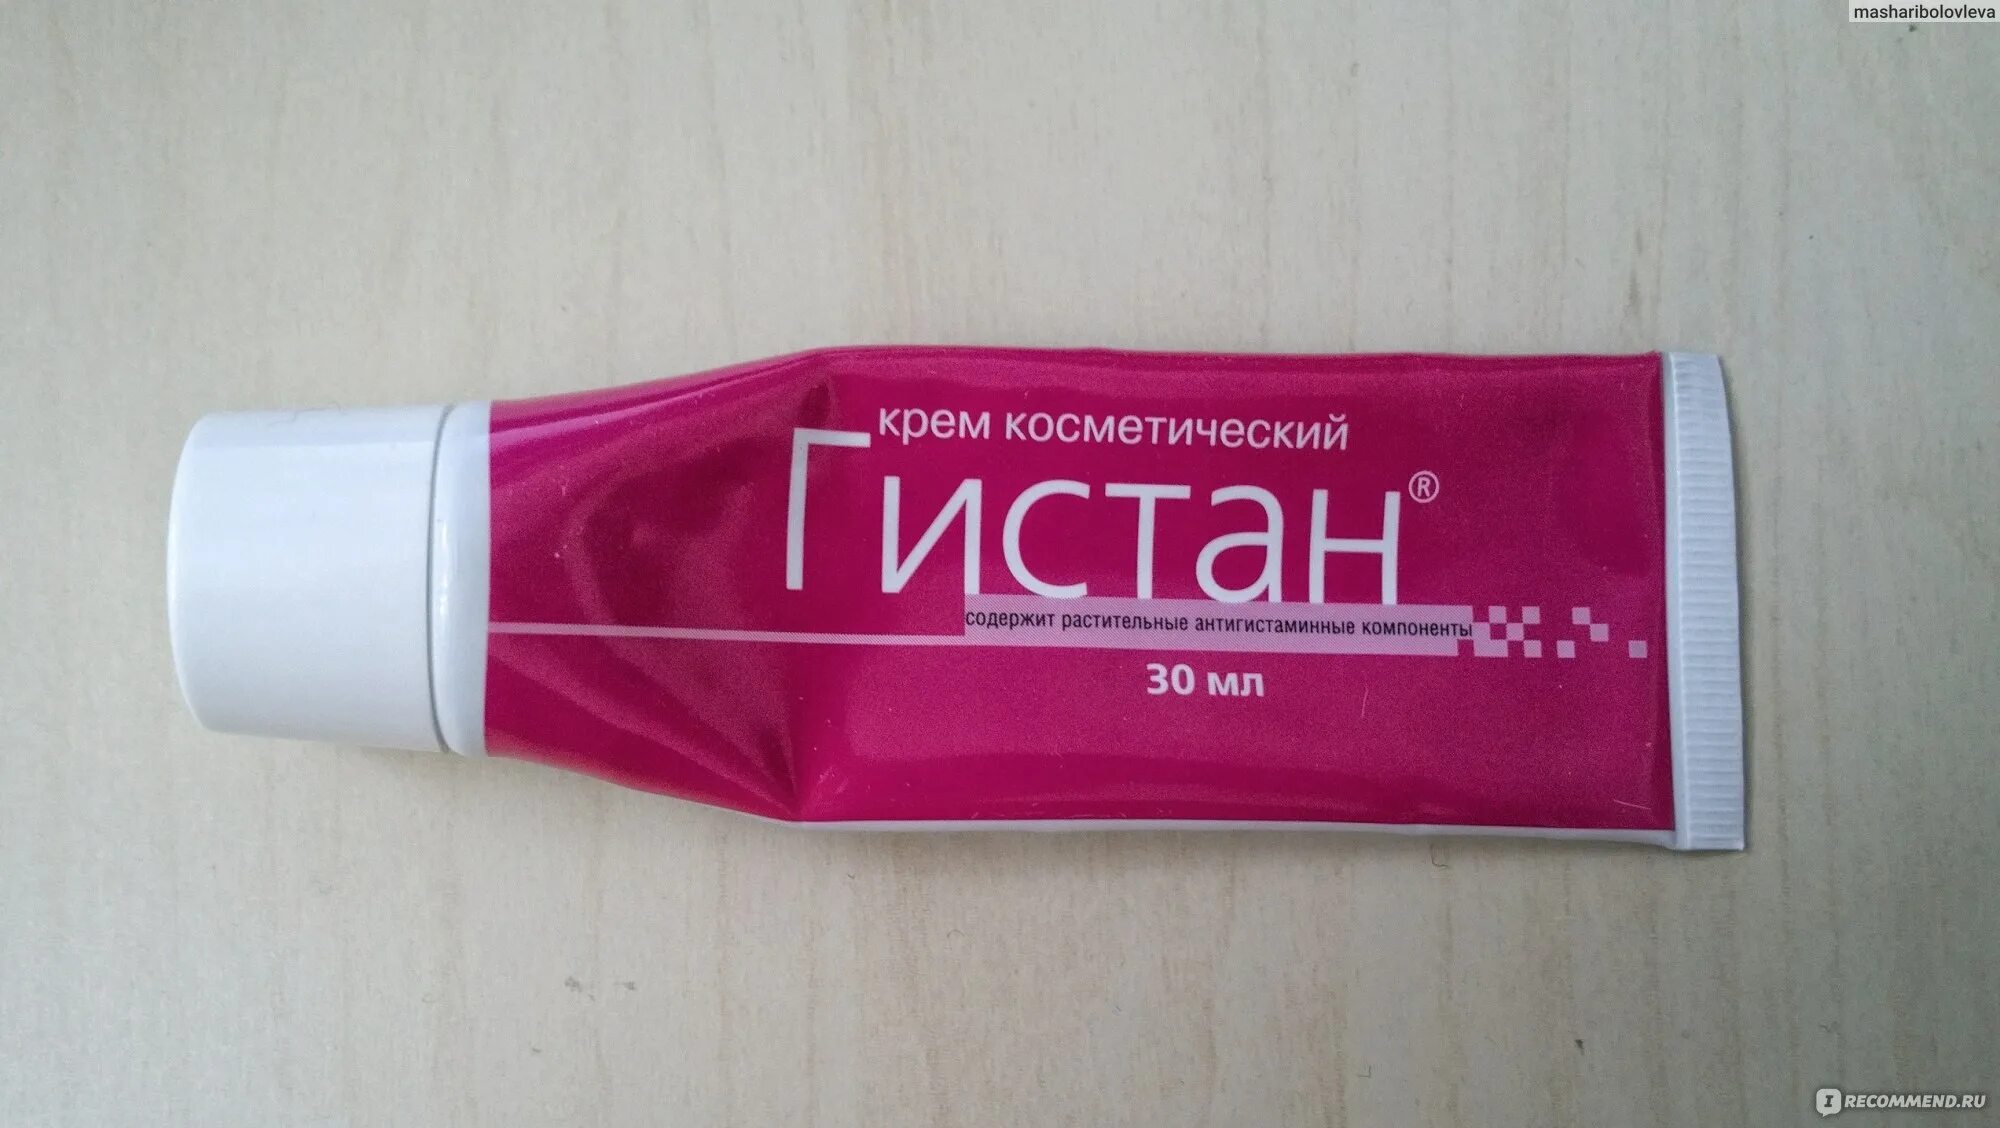 masharibolovleva
крем косметический
Гистан®
содержит растительные антигистаминные компоненты
30 мл
I RECOMMEND.RU